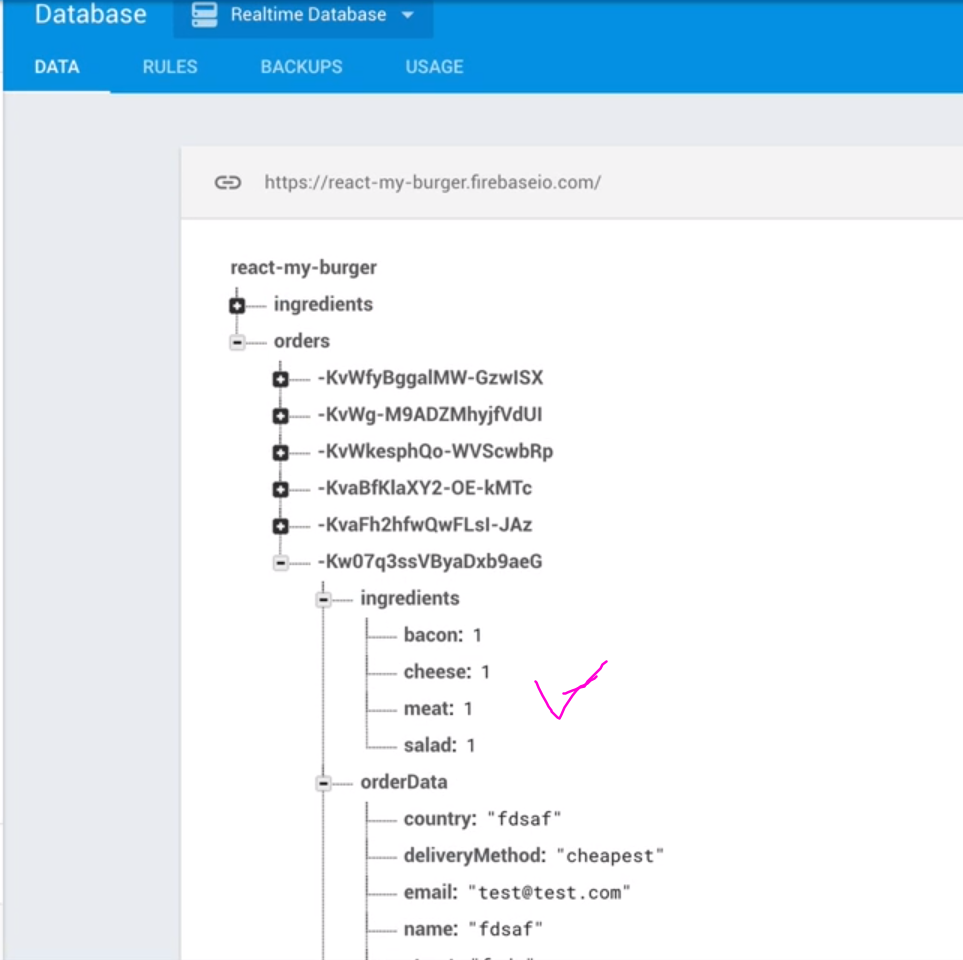 Database
Realtime Database
DATA RULES BACKUPS USAGE
https://react-my-burger.firebaseio.com/
react-my-burger
ingredients
orders
-KvWfyBggalMW-GzwISX
-KvWg-M9ADZMhyjfVdUI
-KvWkesphQo-WVScwbRp
-KvaBfKlaXY2-OE-kMTc
-KvaFh2hfwQwFLsI-JAz
-Kw07q3ssVByaDxb9aeG
ingredients
bacon: 1
cheese: 1
meat: 1
salad: 1
orderData
country: "fdsaf"
deliveryMethod: "cheapest"
email: "test@test.com"
name: "fdsaf"